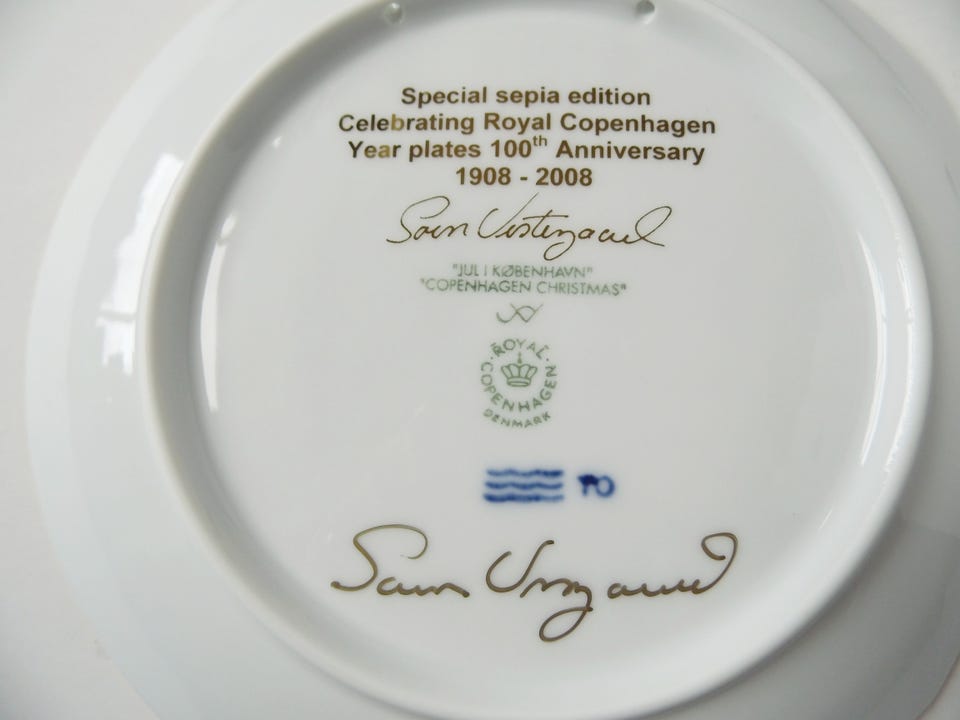 Special sepia edition
Celebrating Royal Copenhagen
Year plates 100th Anniversary
1908 - 2008
"JUL I KØBENHAVN"
"COPENHAGEN CHRISTMAS"
ROYAL
COPENHAGEN
DENMARK